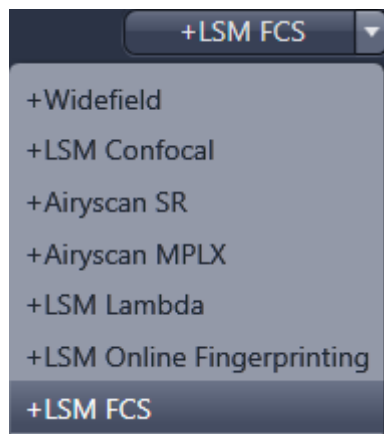 +LSM FCS
+Widefield
+LSM Confocal
+Airyscan SR
+Airyscan MPLX
+LSM Lambda
+LSM Online Fingerprinting
+LSM FCS